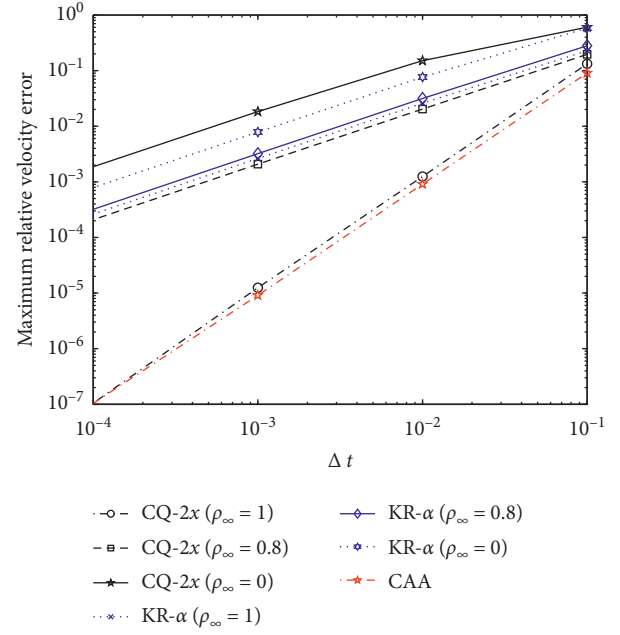 Maximum relative velocity error
10⁰
10⁻¹
10⁻²
10⁻³
10⁻⁴
10⁻⁵
10⁻⁶
10⁻⁷
10⁻⁴ 10⁻³ 10⁻² 10⁻¹
Δ t
CQ-2x (ρ∞ = 1)
CQ-2x (ρ∞ = 0.8)
CQ-2x (ρ∞ = 0)
KR-α (ρ∞ = 1)
KR-α (ρ∞ = 0.8)
KR-α (ρ∞ = 0)
CAA